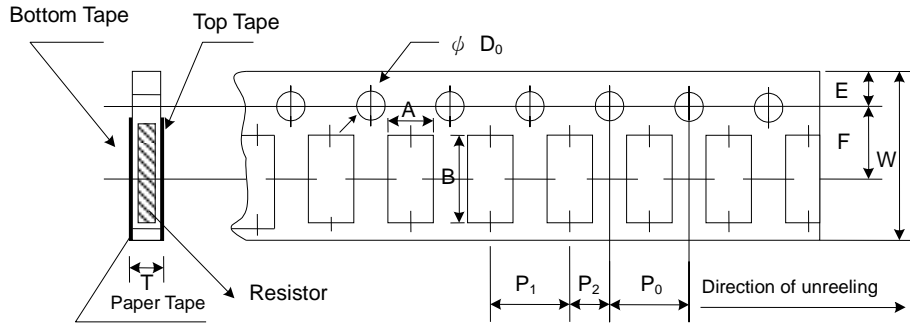 Bottom Tape
Top Tape
ψ D₀
A
E
F
W
B
T
Paper Tape
Resistor
P₁
P₂
P₀
Direction of unreeling